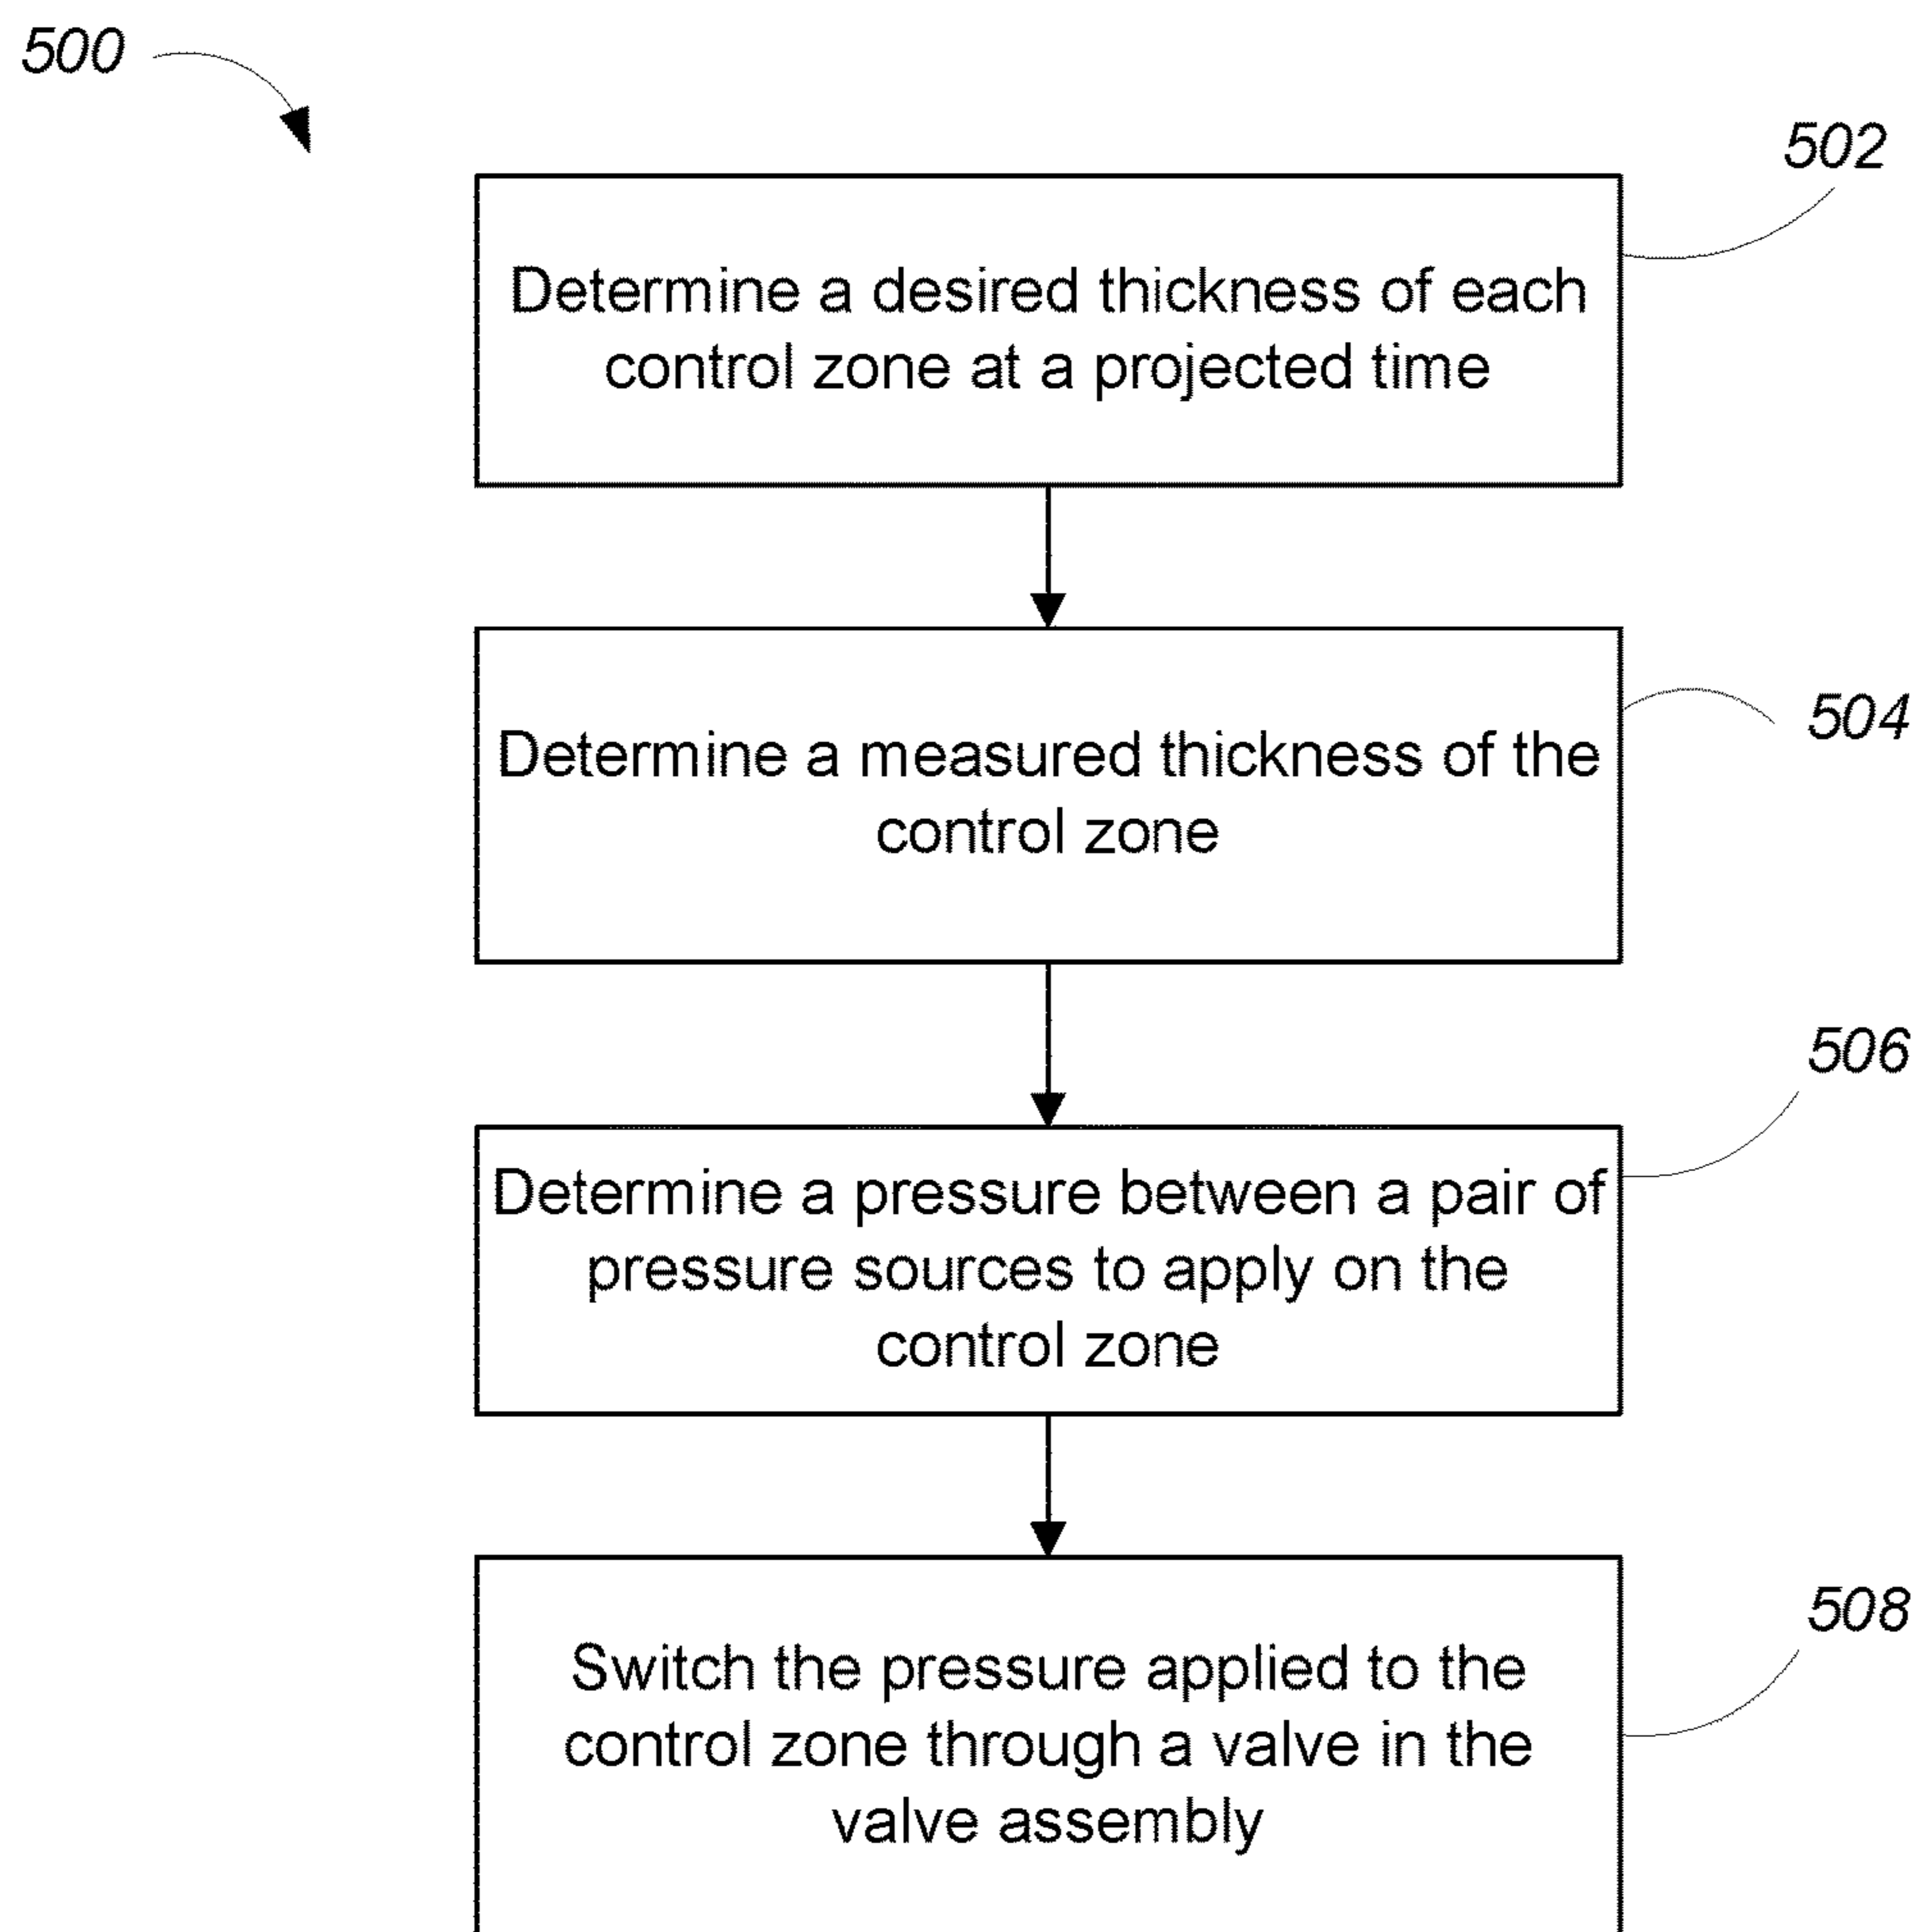 500
502
Determine a desired thickness of each
control zone at a projected time
504
Determine a measured thickness of the
control zone
506
Determine a pressure between a pair of
pressure sources to apply on the
control zone
508
Switch the pressure applied to the
control zone through a valve in the
valve assembly